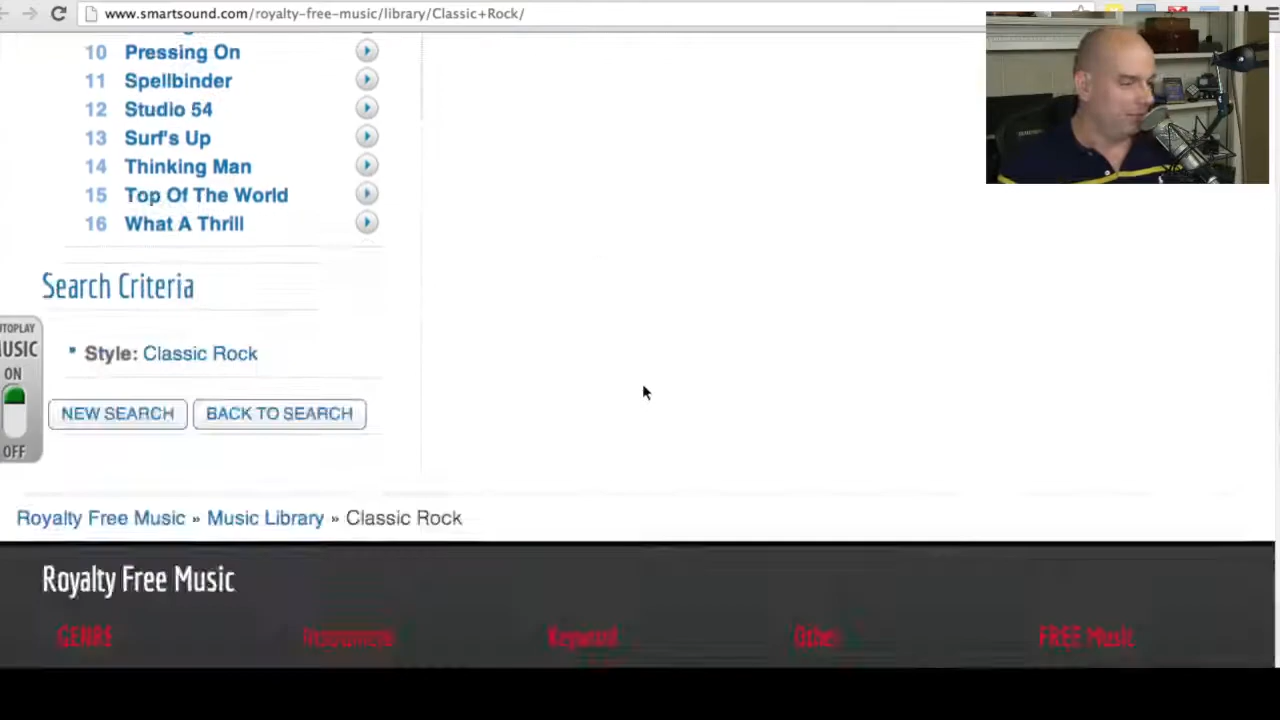 www.smartsound.com/royalty-free-music/library/Classic+Rock/
10 Pressing On
11 Spellbinder
12 Studio 54
13 Surf's Up
14 Thinking Man
15 Top Of The World
16 What A Thrill
Search Criteria
UTOPLAY
USIC
ON
OFF
Style: Classic Rock
NEW SEARCH BACK TO SEARCH
Royalty Free Music » Music Library » Classic Rock
Royalty Free Music
GENRE Keyword Other FREE Music